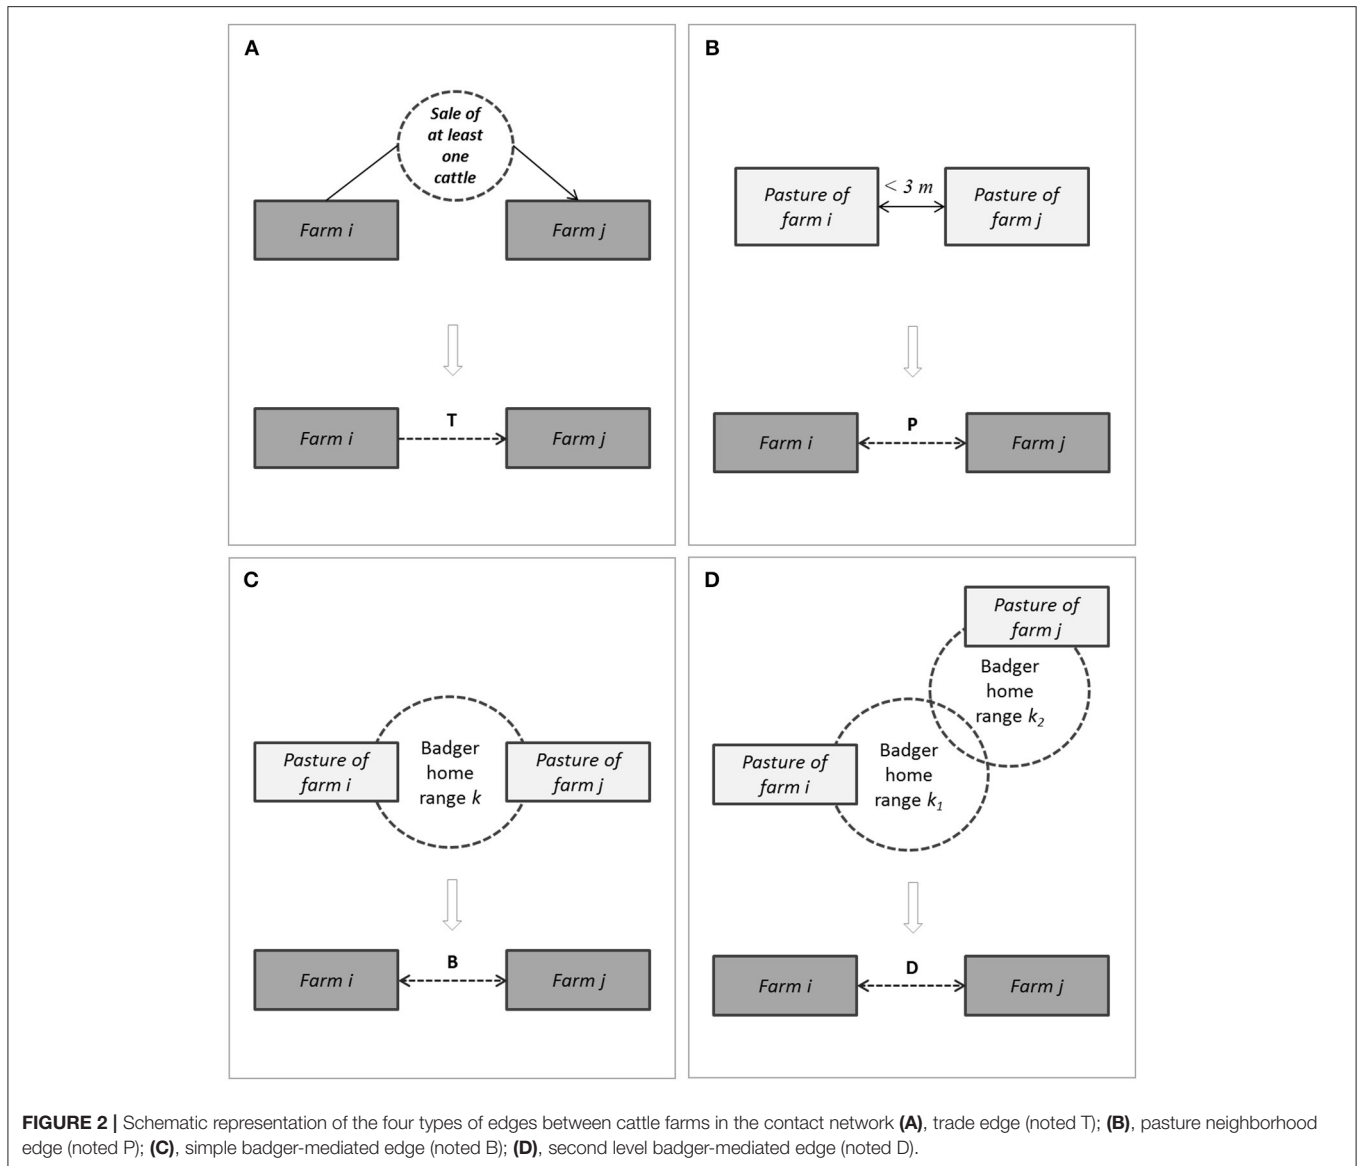 A
Sale of
at least
one
cattle
Farm i
Farm j
T
Farm i
Farm j
B
Pasture of
farm i
< 3 m
Pasture of
farm j
P
Farm i
Farm j
C
Pasture of
farm i
Badger
home
range k
Pasture of
farm j
B
Farm i
Farm j
D
Pasture of
farm j
Badger
home
range k₂
Pasture of
farm i
Badger
home
range k₁
D
Farm i
Farm j
FIGURE 2 | Schematic representation of the four types of edges between cattle farms in the contact network (A), trade edge (noted T); (B), pasture neighborhood
edge (noted P); (C), simple badger-mediated edge (noted B); (D), second level badger-mediated edge (noted D).